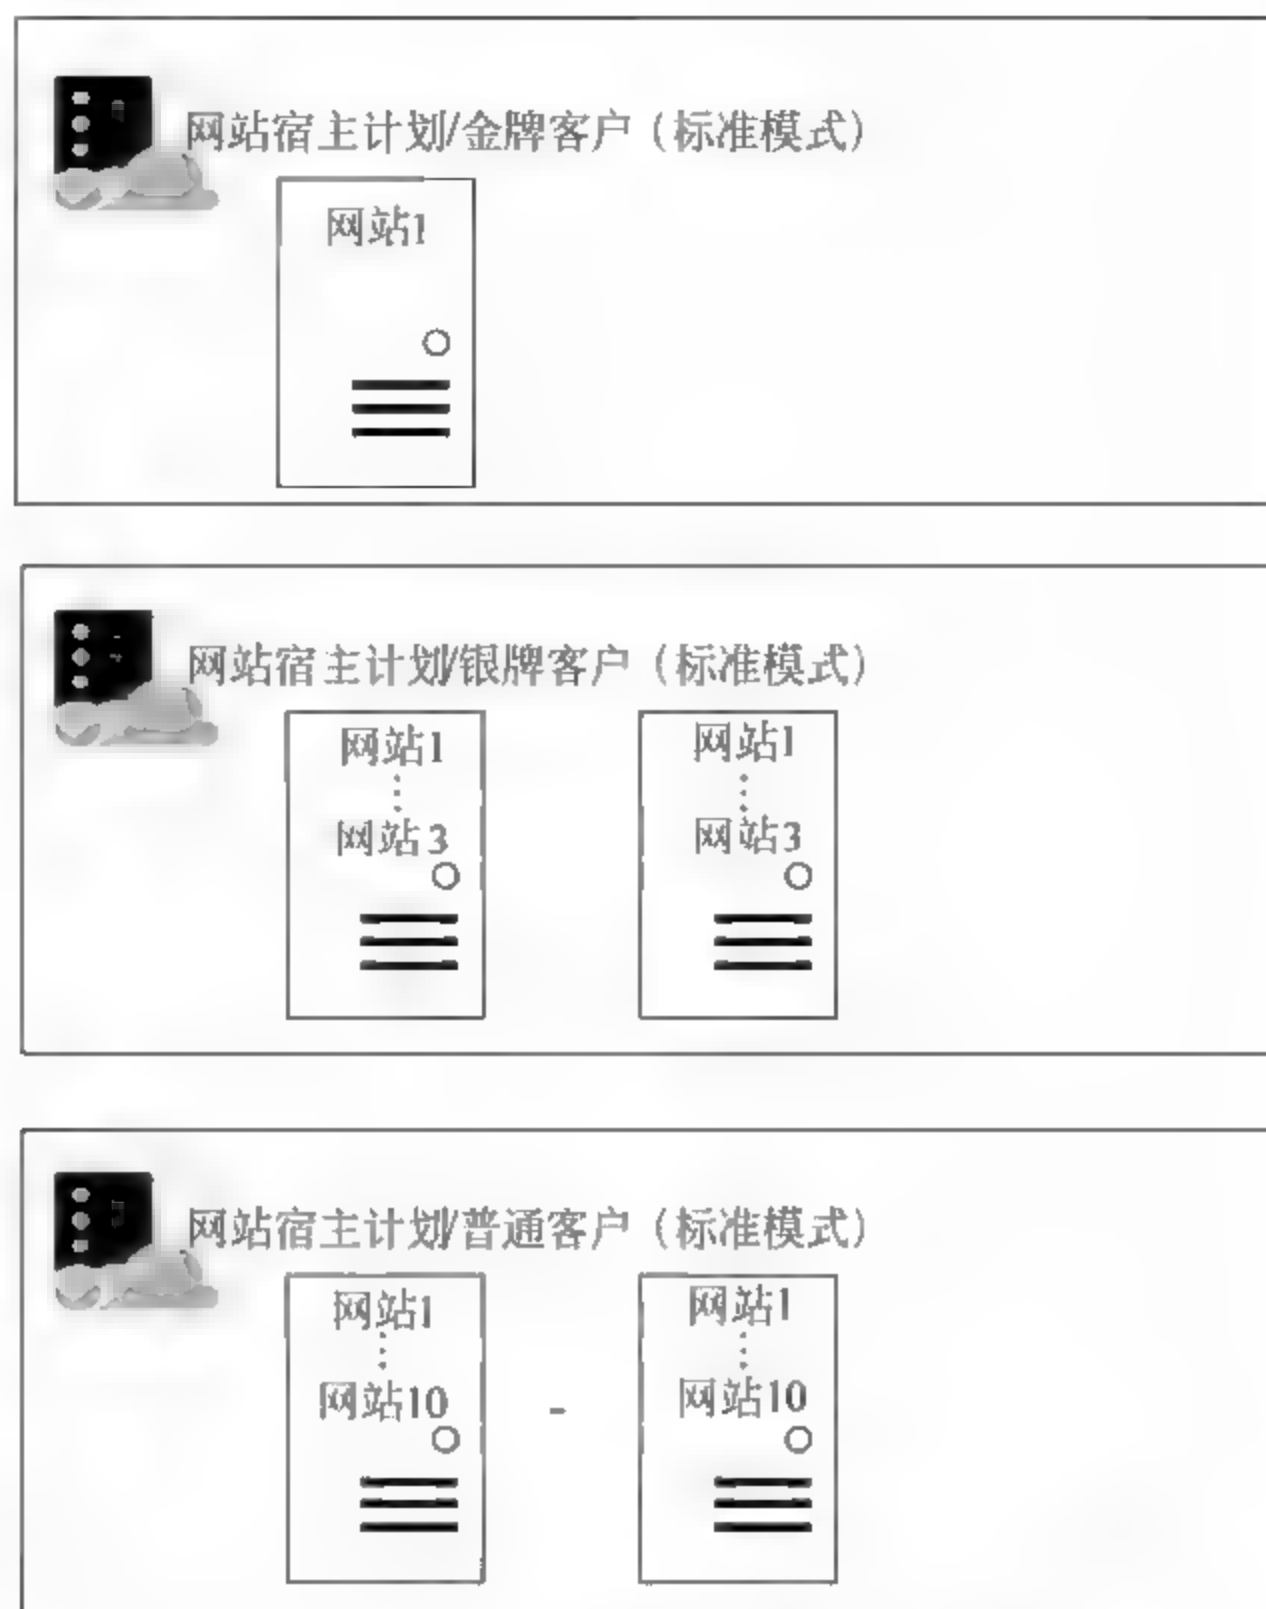 网站宿主计划/金牌客户（标准模式）
网站1
网站宿主计划/银牌客户（标准模式）
网站1 网站1
网站3 网站3
网站宿主计划/普通客户（标准模式）
网站1 网站1
网站10 - 网站10